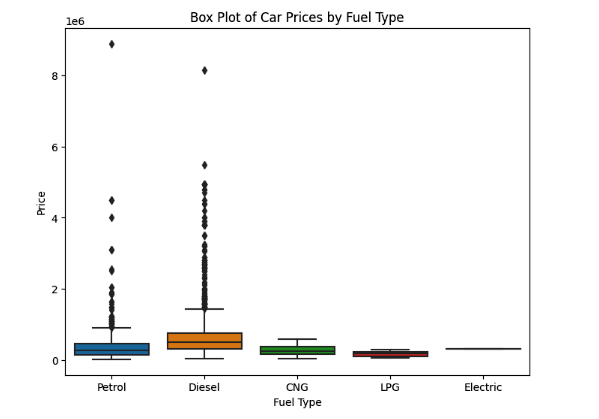 Box Plot of Car Prices by Fuel Type
1e6
8
6
4
2
0
Price
Petrol Diesel CNG LPG Electric
Fuel Type